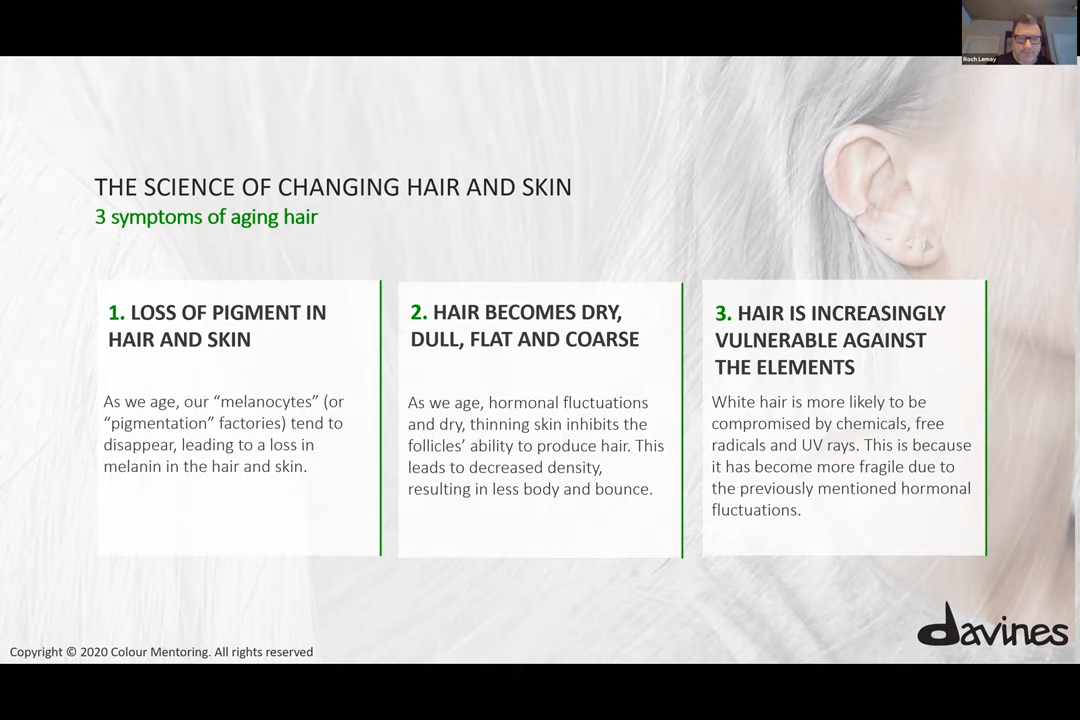 Roch Lemay
THE SCIENCE OF CHANGING HAIR AND SKIN
3 symptoms of aging hair
1. LOSS OF PIGMENT IN
HAIR AND SKIN
As we age, our “melanocytes” (or
“pigmentation” factories) tend to
disappear, leading to a loss in
melanin in the hair and skin.
2. HAIR BECOMES DRY,
DULL, FLAT AND COARSE
As we age, hormonal fluctuations
and dry, thinning skin inhibits the
follicles’ ability to produce hair. This
leads to decreased density,
resulting in less body and bounce.
3. HAIR IS INCREASINGLY
VULNERABLE AGAINST
THE ELEMENTS
White hair is more likely to be
compromised by chemicals, free
radicals and UV rays. This is because
it has become more fragile due to
the previously mentioned hormonal
fluctuations.
davines
Copyright © 2020 Colour Mentoring. All rights reserved